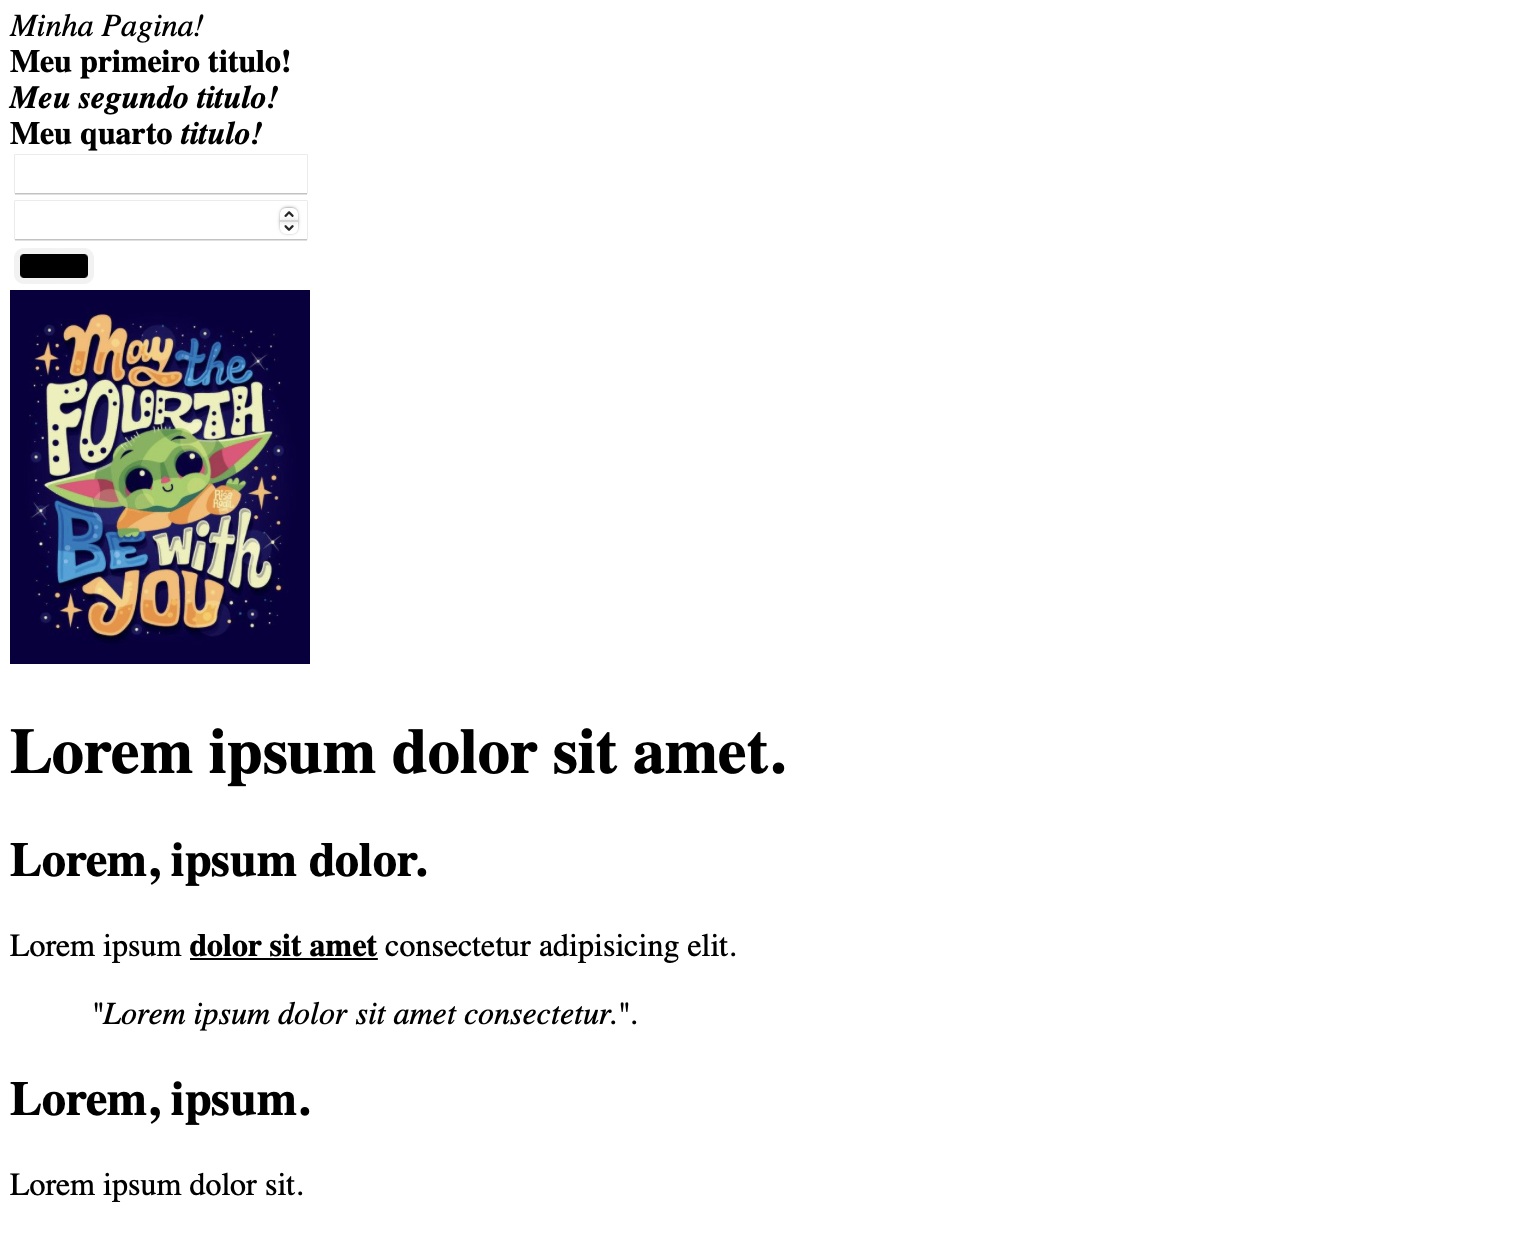 Minha Pagina!
Meu primeiro titulo!
Meu segundo titulo!
Meu quarto titulo!
May the
FOURTH
BE with
you
Lorem ipsum dolor sit amet.
Lorem, ipsum dolor.
Lorem ipsum dolor sit amet consectetur adipisicing elit.
"Lorem ipsum dolor sit amet consectetur.".
Lorem, ipsum.
Lorem ipsum dolor sit.